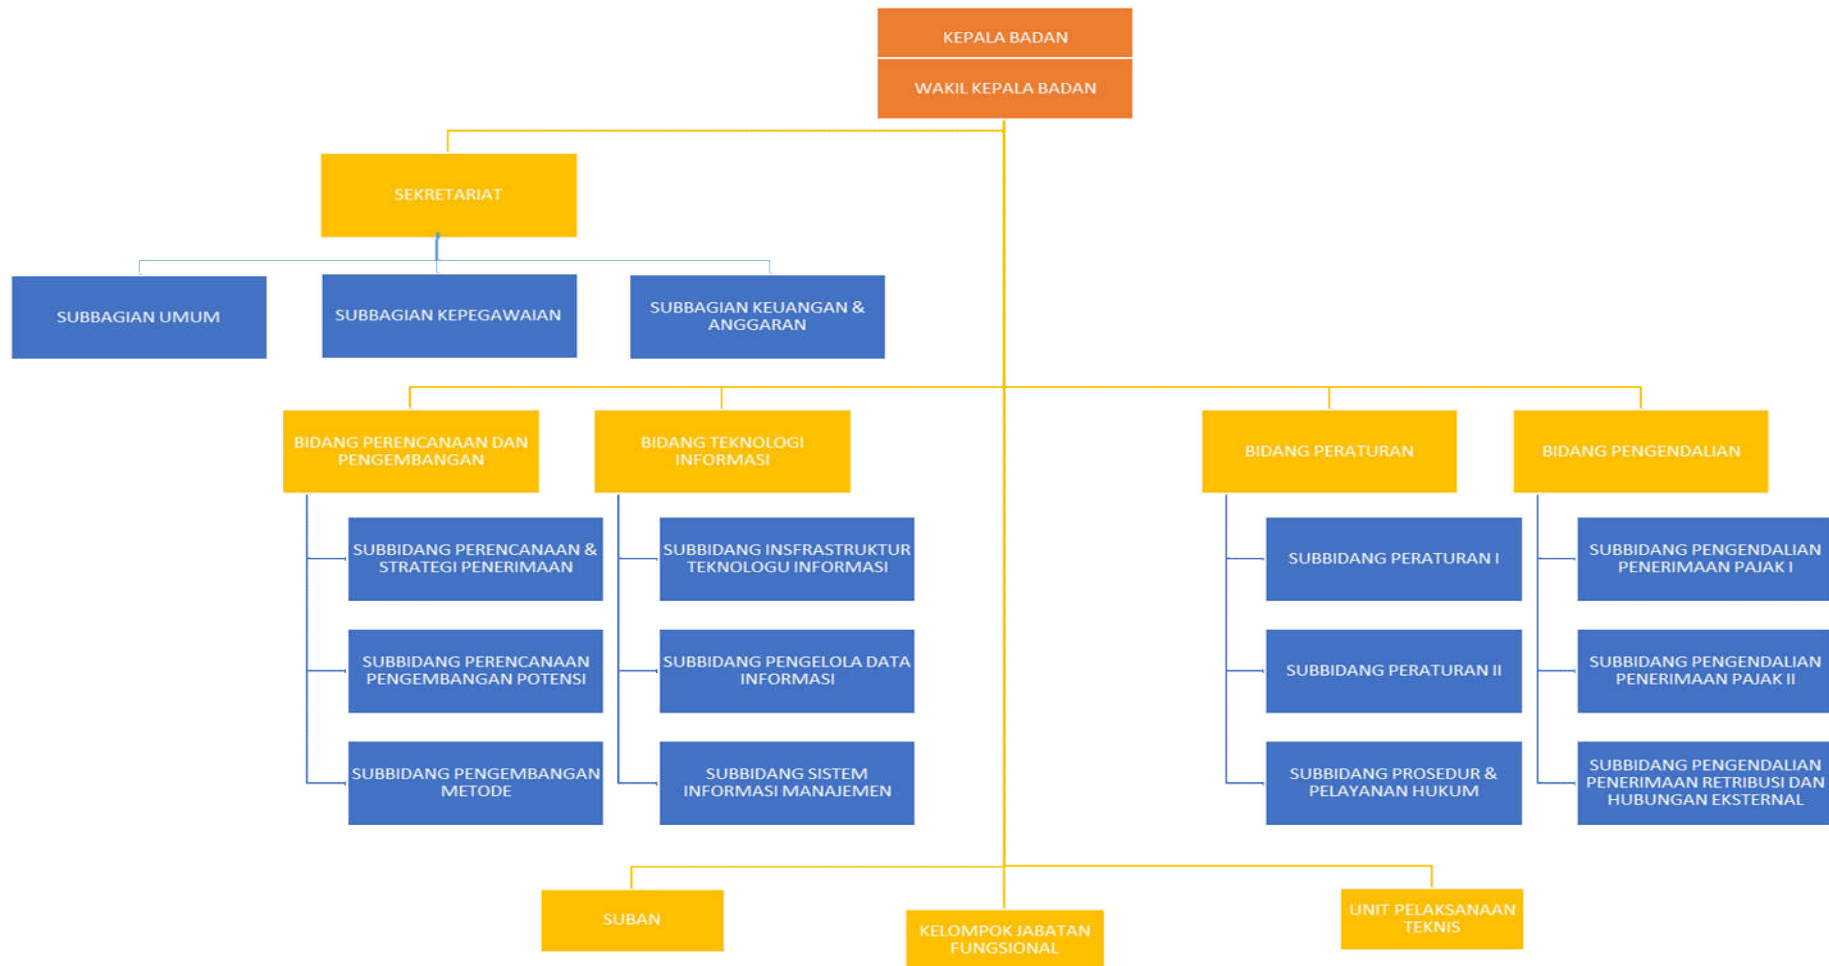 KEPALA BADAN
WAKIL KEPALA BADAN
SEKRETARIAT
SUBBAGIAN UMUM
SUBBAGIAN KEPEGAWAIAN
SUBBAGIAN KEUANGAN &
ANGGARAN
BIDANG PERENCANAAN DAN
PENGEMBANGAN
BIDANG TEKNOLOGI
INFORMASI
BIDANG PERATURAN
BIDANG PENGENDALIAN
SUBBIDANG PERENCANAAN &
STRATEGI PENERIMAAN
SUBBIDANG INSFRASTRUKTUR
TEKNOLOGU INFORMASI
SUBBIDANG PERATURAN I
SUBBIDANG PENGENDALIAN
PENERIMAAN PAJAK I
SUBBIDANG PERENCANAAN
PENGEMBANGAN POTENSI
SUBBIDANG PENGELOLA DATA
INFORMASI
SUBBIDANG PERATURAN II
SUBBIDANG PENGENDALIAN
PENERIMAAN PAJAK II
SUBBIDANG PENGEMBANGAN
METODE
SUBBIDANG SISTEM
INFORMASI MANAJEMEN
SUBBIDANG PROSEDUR &
PELAYANAN HUKUM
SUBBIDANG PENGENDALIAN
PENERIMAAN RETRIBUSI DAN
HUBUNGAN EKSTERNAL
SUBAN
KELOMPOK JABATAN
FUNGSIONAL
UNIT PELAKSANAAN
TEKNIS